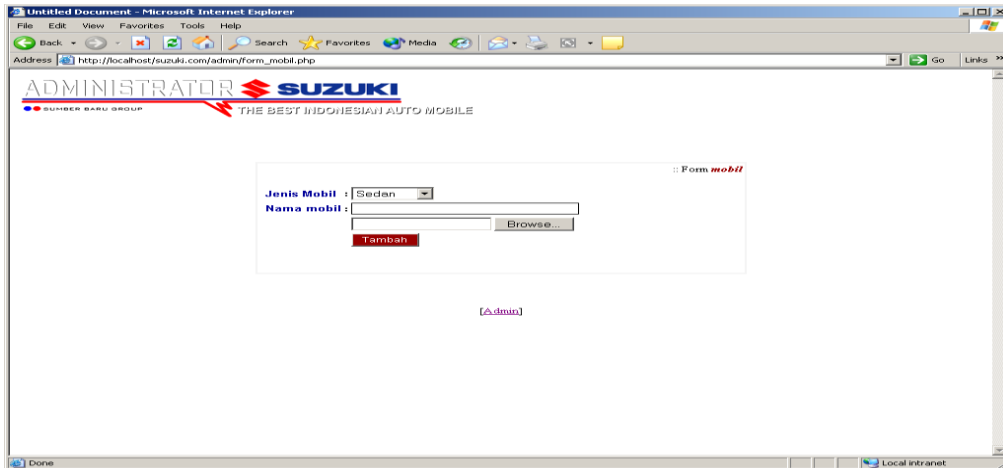 Untitled Document - Microsoft Internet Explorer
File Edit View Favorites Tools Help
Back Search Favorites Media
Address http://localhost/suzuki.com/admin/form_mobil.php Go Links »
ADMINISTRATOR SUZUKI
SUMBER BARU GROUP THE BEST INDONESIAN AUTO MOBILE
:: Form mobil
Jenis Mobil : Sedan
Nama mobil :
Browse...
Tambah
[Admin]
Done Local intranet